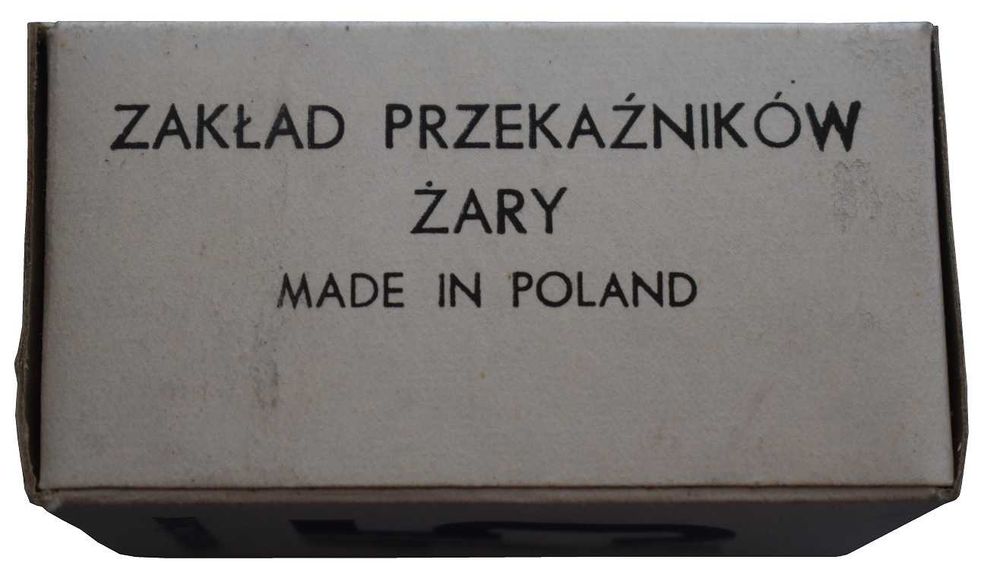 ZAKŁAD PRZEKAŹNIKÓW
ŻARY
MADE IN POLAND